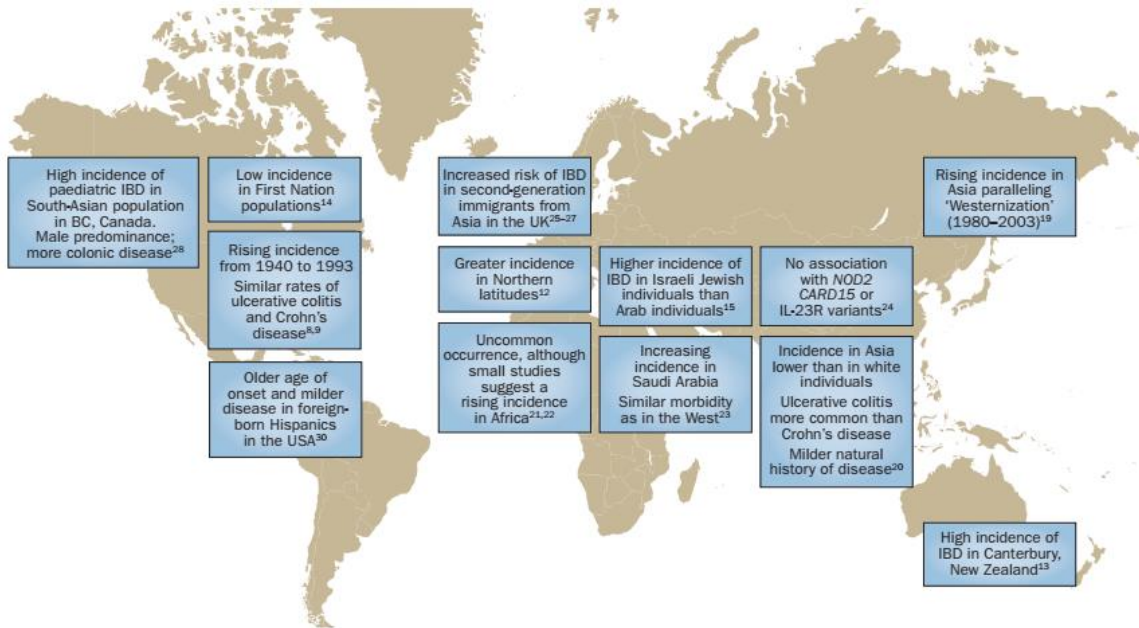 High incidence of
paediatric IBD in
South-Asian population
in BC, Canada.
Male predominance;
more colonic disease²⁸
Low incidence
in First Nation
populations¹⁴
Rising incidence
from 1940 to 1993
Similar rates of
ulcerative colitis
and Crohn's
disease⁸,⁹
Older age of
onset and milder
disease in foreign-
born Hispanics
in the USA³⁰
Increased risk of IBD
in second-generation
immigrants from
Asia in the UK²⁵⁻²⁷
Greater incidence
in Northern
latitudes¹²
Uncommon
occurrence, although
small studies
suggest a
rising incidence
in Africa²¹,²²
Higher incidence of
IBD in Israeli Jewish
individuals than
Arab individuals¹⁵
Increasing
incidence in
Saudi Arabia
Similar morbidity
as in the West²³
No association
with NOD2
CARD15 or
IL-23R variants²⁴
Incidence in Asia
lower than in white
individuals
Ulcerative colitis
more common than
Crohn's disease
Milder natural
history of disease²⁰
Rising incidence in
Asia paralleling
'Westernization'
(1980–2003)¹⁹
High incidence of
IBD in Canterbury,
New Zealand¹³